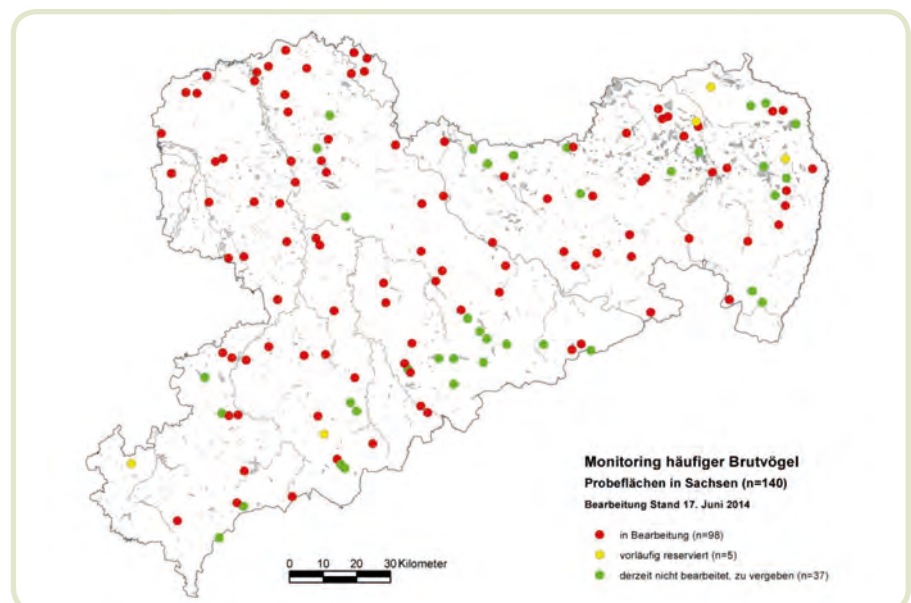 Monitoring häufiger Brutvögel
Probeflächen in Sachsen (n=140)
Bearbeitung Stand 17. Juni 2014
in Bearbeitung (n=98)
vorläufig reserviert (n=5)
derzeit nicht bearbeitet, zu vergeben (n=37)
0 5 10 20 30 Kilometer